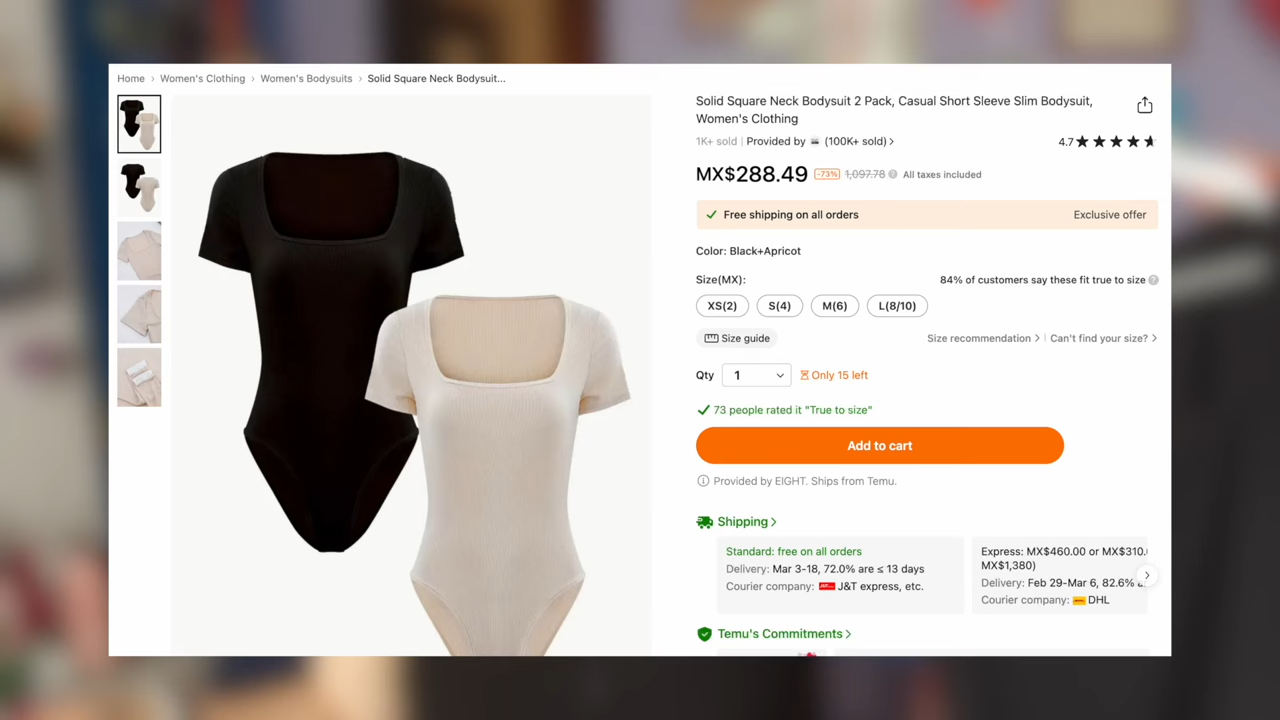 Home > Women's Clothing > Women's Bodysuits > Solid Square Neck Bodysuit...
Solid Square Neck Bodysuit 2 Pack, Casual Short Sleeve Slim Bodysuit,
Women's Clothing
1K+ sold | Provided by (100K+ sold) >
4.7
MX$288.49 -73% 1,097.78 All taxes included
Free shipping on all orders
Exclusive offer
Color: Black+Apricot
Size(MX):
84% of customers say these fit true to size
XS(2) S(4) M(6) L(8/10)
Size guide
Size recommendation > | Can't find your size? >
Qty 1 Only 15 left
73 people rated it "True to size"
Add to cart
Provided by EIGHT. Ships from Temu.
Shipping >
Standard: free on all orders
Delivery: Mar 3-18, 72.0% are ≤ 13 days
Courier company: J&T express, etc.
Express: MX$460.00 or MX$310.
MX$1,380)
Delivery: Feb 29-Mar 6, 82.6%
Courier company: DHL
Temu's Commitments >